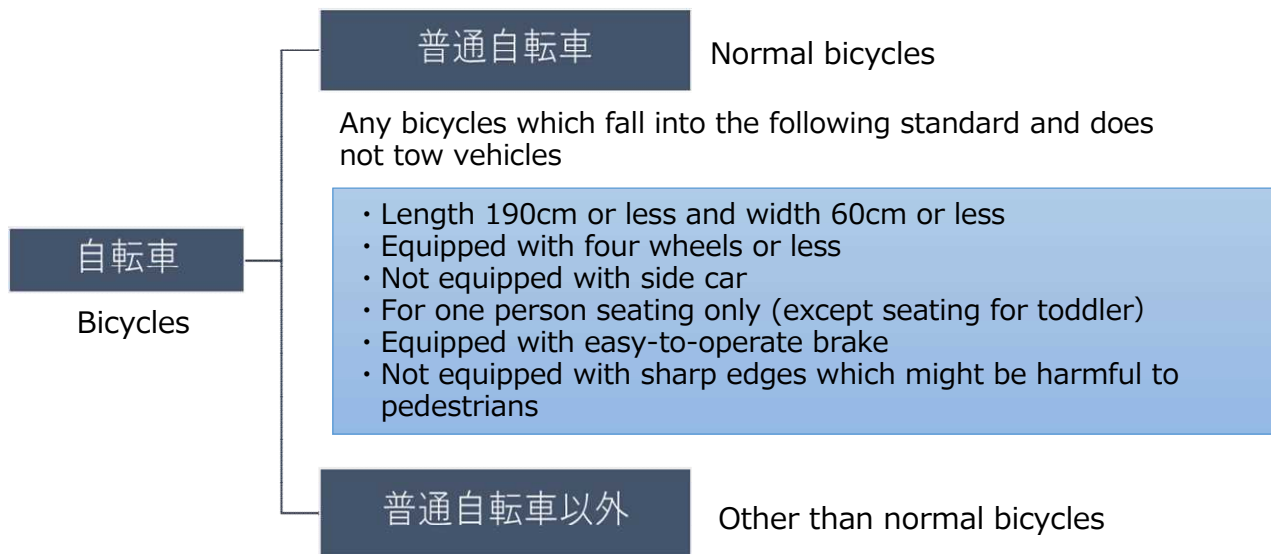 普通自転車
Normal bicycles
Any bicycles which fall into the following standard and does
not tow vehicles
・Length 190cm or less and width 60cm or less
・Equipped with four wheels or less
・Not equipped with side car
・For one person seating only (except seating for toddler）
・Equipped with easy-to-operate brake
・Not equipped with sharp edges which might be harmful to
pedestrians
自転車
Bicycles
普通自転車以外
Other than normal bicycles